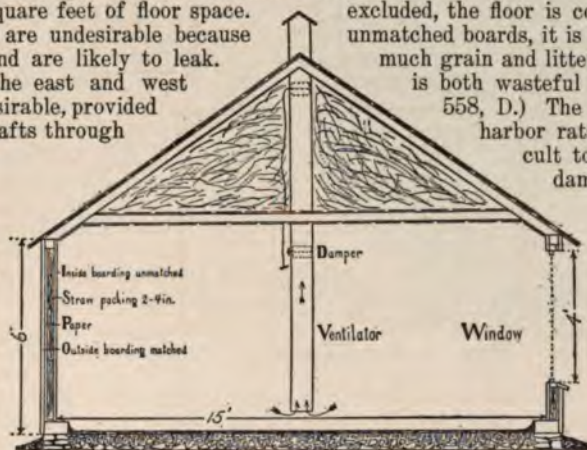 quare feet of floor space.
are undesirable because
nd are likely to leak.
he east and west
sirable, provided
afts through
excluded, the floor is co
unmatched boards, it is
much grain and litte
is both wasteful
558, D.) The
harbor rat
cult to
dam
Inside boarding unmatched
Straw packing 2-4in.
Paper
Outside boarding matched
Damper
Ventilator
Window
6'
4'
15'